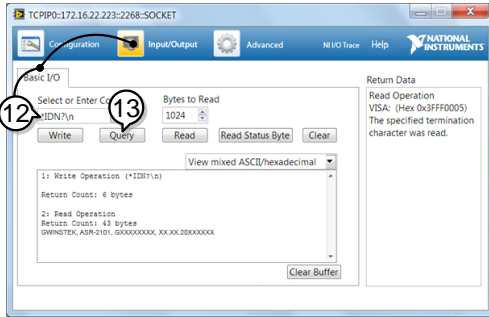 TCPIP0::172.16.22.223::2268::SOCKET
Configuration
Input/Output
Advanced
NI I/O Trace
Help
NATIONAL
INSTRUMENTS
Basic I/O
Select or Enter Co
Bytes to Read
12
*IDN?\n
13
1024
Write
Query
Read
Read Status Byte
Clear
View mixed ASCII/hexadecimal
1: Write Operation (*IDN?\n)
Return Count: 6 bytes
2: Read Operation
Return Count: 43 bytes
GWINSTEK, ASR-2101, GXXXXXXXX, XX.XX.20XXXXXX
Clear Buffer
Return Data
Read Operation
VISA: (Hex 0x3FFF0005)
The specified termination
character was read.